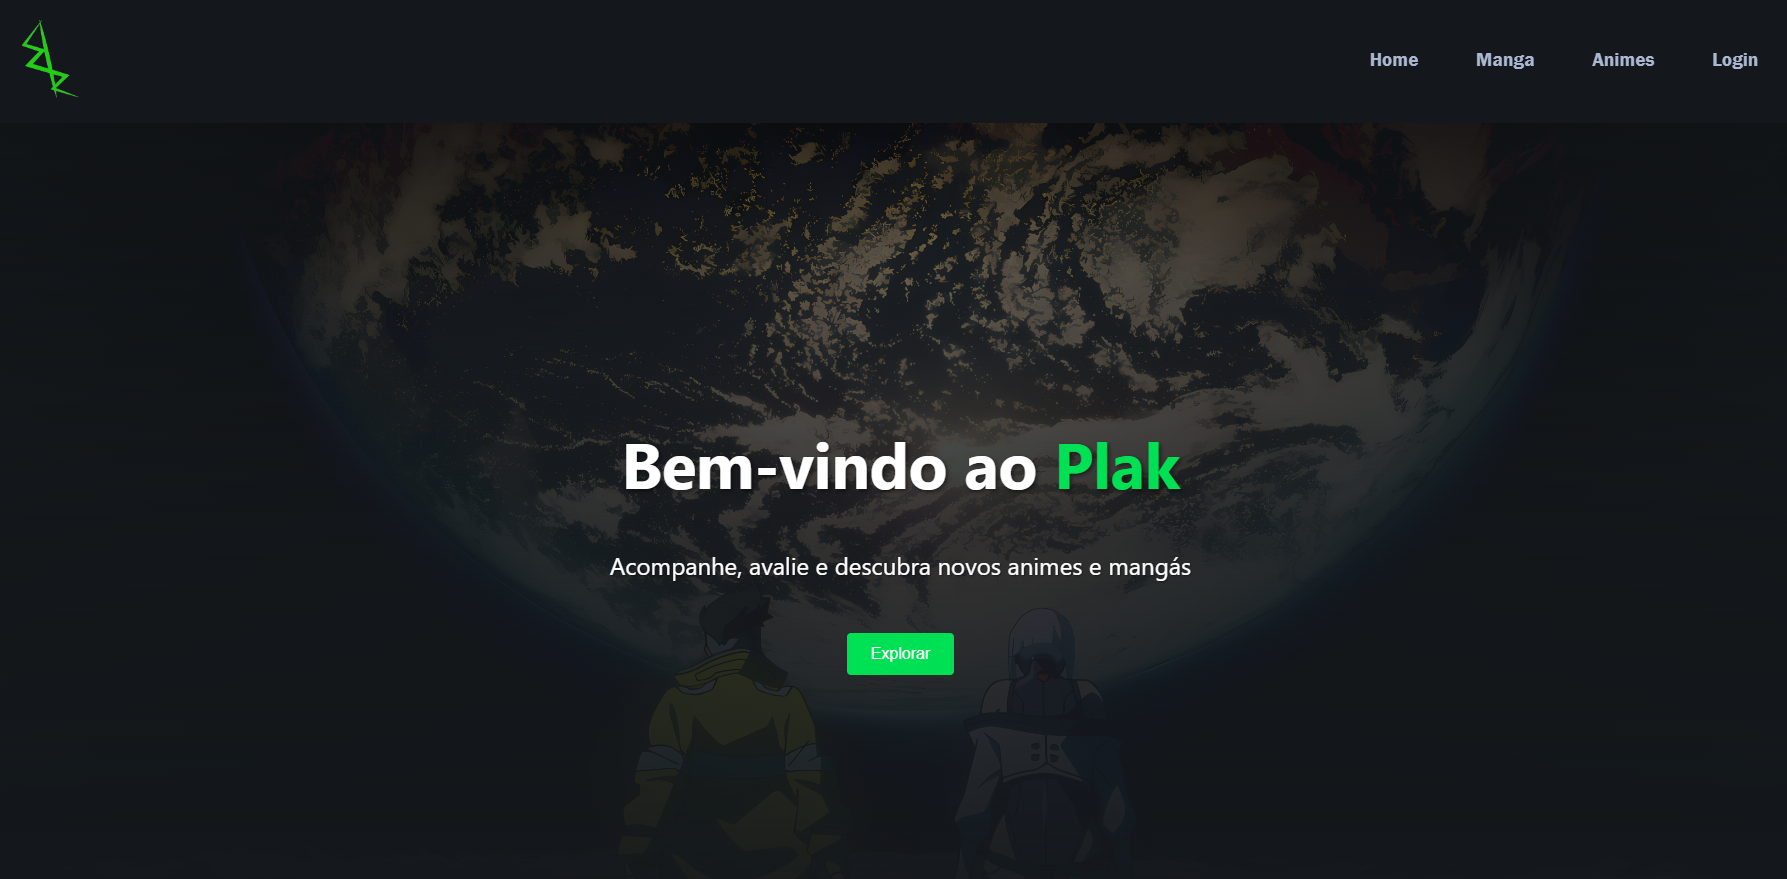 Home Manga Animes Login
Bem-vindo ao Plak
Acompanhe, avalie e descubra novos animes e mangás
Explorar